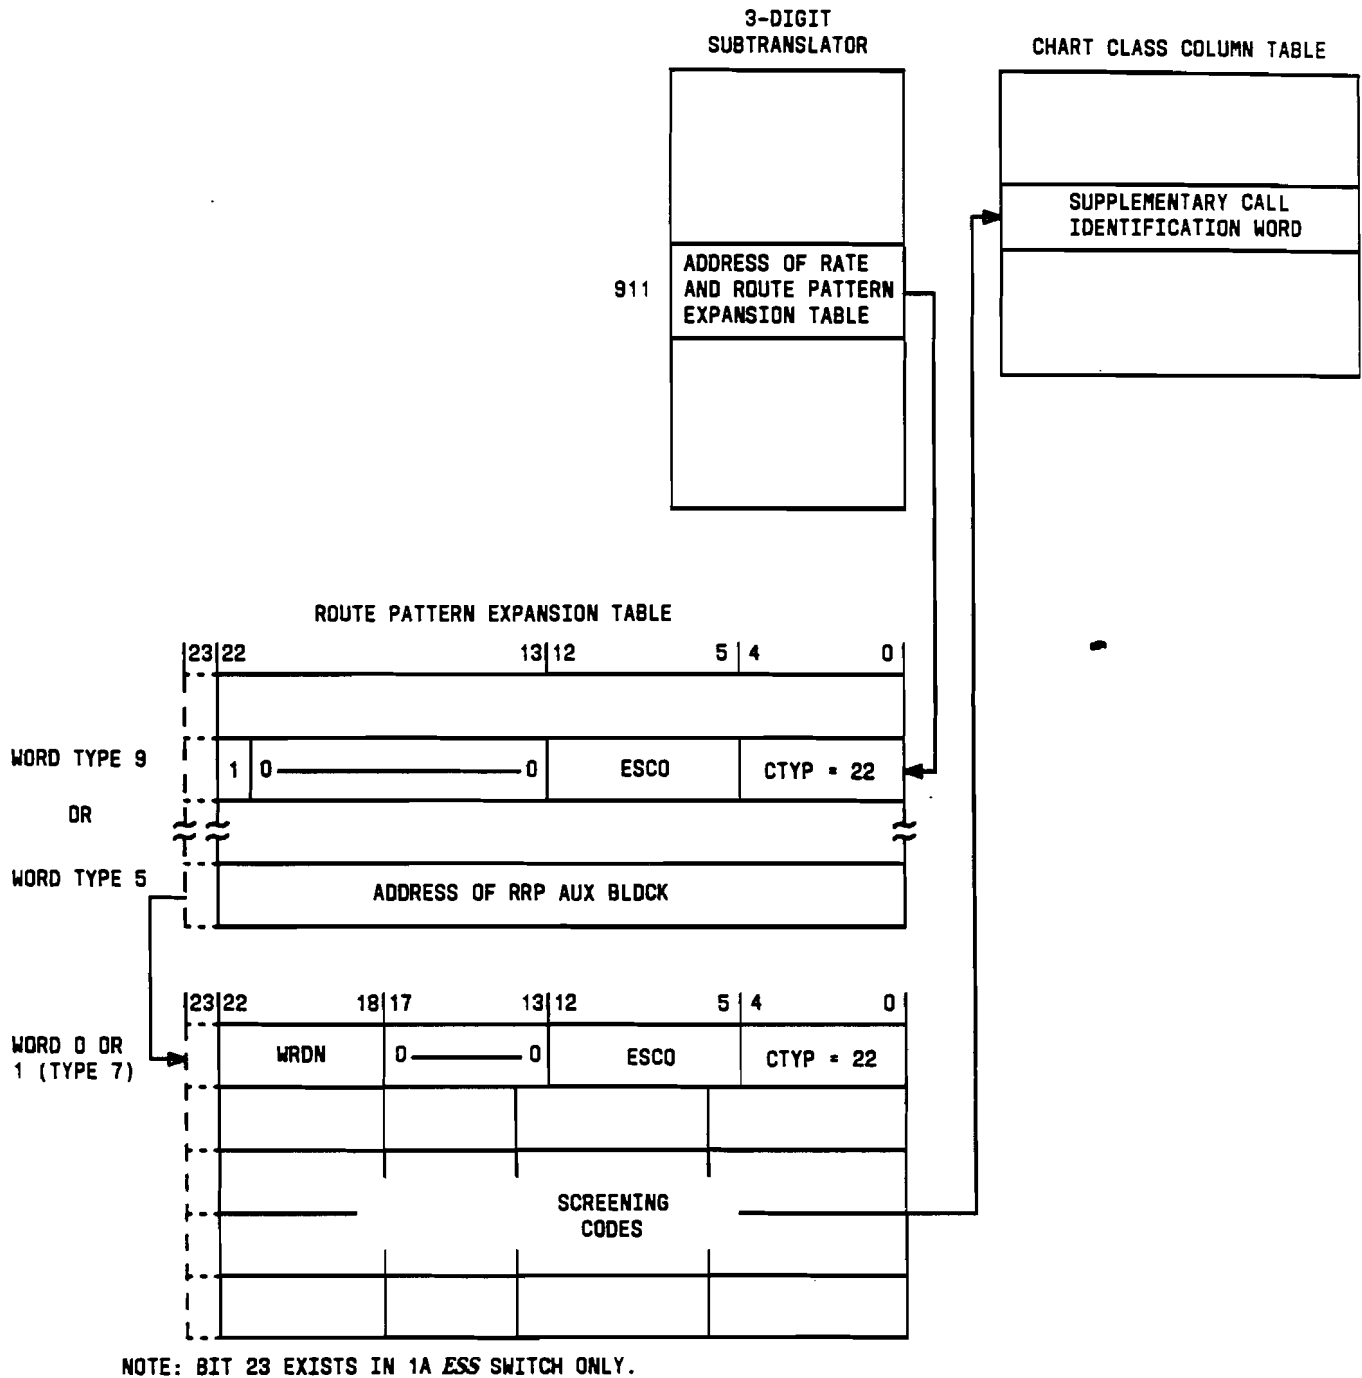 3-DIGIT
SUBTRANSLATOR
CHART CLASS COLUMN TABLE
SUPPLEMENTARY CALL
IDENTIFICATION WORD
911
ADDRESS OF RATE
AND ROUTE PATTERN
EXPANSION TABLE
ROUTE PATTERN EXPANSION TABLE
23 22 13 12 5 4 0
WORD TYPE 9
1 0 0 ESCO CTYP = 22
OR
WORD TYPE 5
ADDRESS OF RRP AUX BLOCK
23 22 18 17 13 12 5 4 0
WORD 0 OR
1 (TYPE 7)
WRDN 0 0 ESCO CTYP = 22
SCREENING
CODES
NOTE: BIT 23 EXISTS IN 1A ESS SWITCH ONLY.